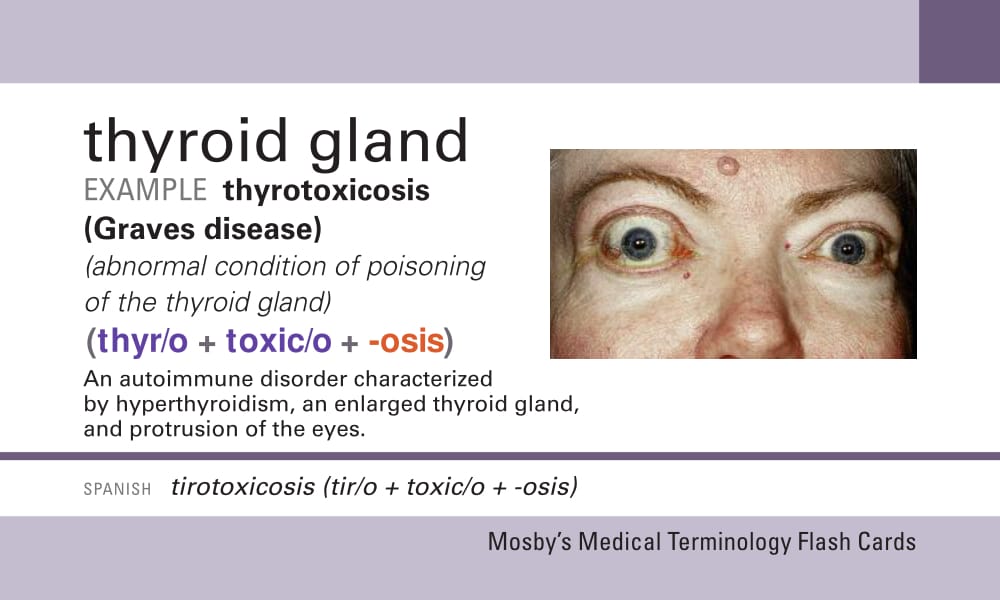 thyroid gland
EXAMPLE thyrotoxicosis
(Graves disease)
(abnormal condition of poisoning
of the thyroid gland)
(thyr/o + toxic/o + -osis)
An autoimmune disorder characterized
by hyperthyroidism, an enlarged thyroid gland,
and protrusion of the eyes.
SPANISH tirotoxicosis (tir/o + toxic/o + -osis)
Mosby's Medical Terminology Flash Cards